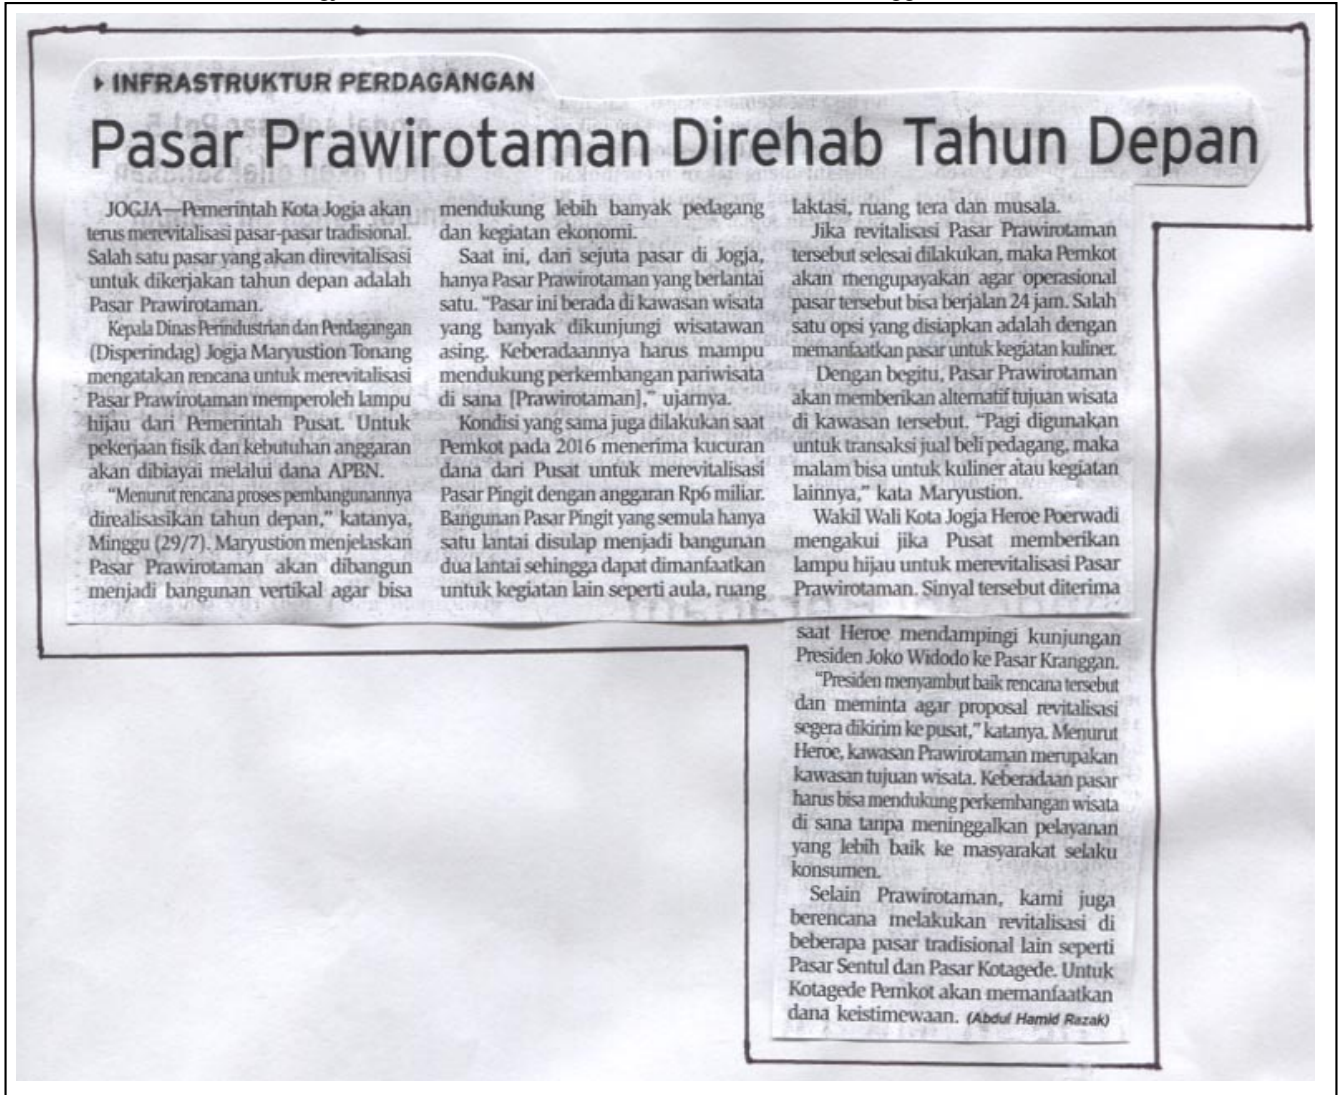 INFRASTRUKTUR PERDAGANGAN
Pasar Prawirotaman Direhab Tahun Depan
JOGJA—Pemerintah Kota Jogja akan
terus merevitalisasi pasar-pasar tradisional.
Salah satu pasar yang akan direvitalisasi
untuk dikerjakan tahun depan adalah
Pasar Prawirotaman.
Kepala Dinas Perindustrian dan Perdagangan
(Disperindag) Jogja Maryustion Tonang
mengatakan rencana untuk merevitalisasi
Pasar Prawirotaman memperoleh lampu
hijau dari Pemerintah Pusat. Untuk
pekerjaan fisik dan kebutuhan anggaran
akan dibiayai melalui dana APBN.
"Menurut rencana proses pembangunannya
direalisasikan tahun depan," katanya,
Minggu (29/7). Maryustion menjelaskan
Pasar Prawirotaman akan dibangun
menjadi bangunan vertikal agar bisa
mendukung lebih banyak pedagang
dan kegiatan ekonomi.
Saat ini, dari sejuta pasar di Jogja,
hanya Pasar Prawirotaman yang berlantai
satu. "Pasar ini berada di kawasan wisata
yang banyak dikunjungi wisatawan
asing. Keberadaannya harus mampu
mendukung perkembangan pariwisata
di sana [Prawirotaman]," ujarnya.
Kondisi yang sama juga dilakukan saat
Pemkot pada 2016 menerima kucuran
dana dari Pusat untuk merevitalisasi
Pasar Pingit dengan anggaran Rp6 miliar.
Bangunan Pasar Pingit yang semula hanya
satu lantai disulap menjadi bangunan
dua lantai sehingga dapat dimanfaatkan
untuk kegiatan lain seperti aula, ruang
laktasi, ruang tera dan musala.
Jika revitalisasi Pasar Prawirotaman
tersebut selesai dilakukan, maka Pemkot
akan mengupayakan agar operasional
pasar tersebut bisa berjalan 24 jam. Salah
satu opsi yang disiapkan adalah dengan
memanfaatkan pasar untuk kegiatan kuliner.
Dengan begitu, Pasar Prawirotaman
akan memberikan alternatif tujuan wisata
di kawasan tersebut. "Pagi digunakan
untuk transaksi jual beli pedagang, maka
malam bisa untuk kuliner atau kegiatan
lainnya," kata Maryustion.
Wakil Wali Kota Jogja Heroe Poerwadi
mengakui jika Pusat memberikan
lampu hijau untuk merevitalisasi Pasar
Prawirotaman. Sinyal tersebut diterima
saat Heroe mendampingi kunjungan
Presiden Joko Widodo ke Pasar Kranggan.
"Presiden menyambut baik rencana tersebut
dan meminta agar proposal revitalisasi
segera dikirim ke pusat," katanya. Menurut
Heroe, kawasan Prawirotaman merupakan
kawasan tujuan wisata. Keberadaan pasar
harus bisa mendukung perkembangan wisata
di sana tanpa meninggalkan pelayanan
yang lebih baik ke masyarakat selaku
konsumen.
Selain Prawirotaman, kami juga
berencana melakukan revitalisasi di
beberapa pasar tradisional lain seperti
Pasar Sentul dan Pasar Kotagede. Untuk
Kotagede Pemkot akan memanfaatkan
dana keistimewaan. (Abdul Hamid Razak)